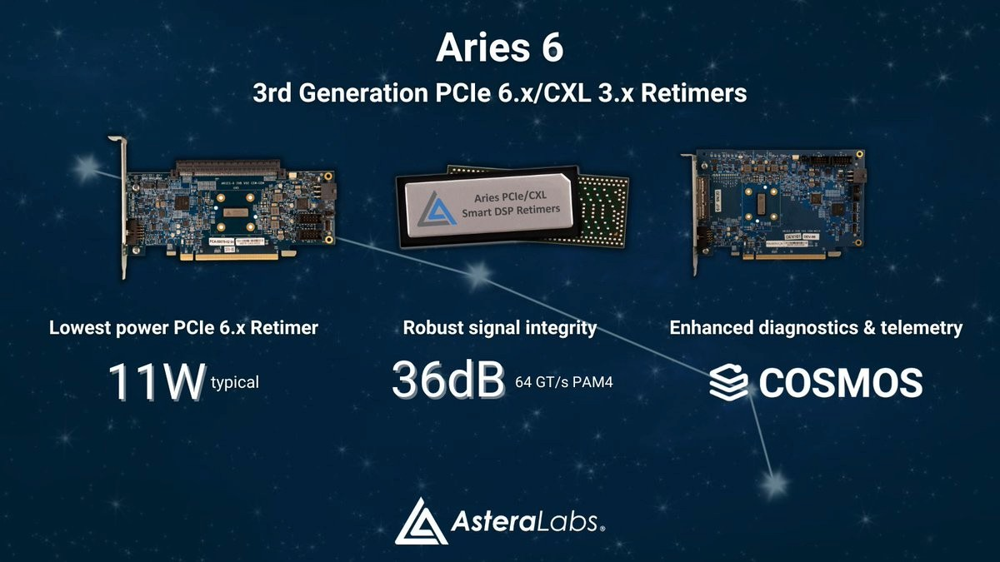 Aries 6
3rd Generation PCIe 6.x/CXL 3.x Retimers
Aries PCIe/CXL
Smart DSP Retimers
Lowest power PCIe 6.x Retimer
11W typical
Robust signal integrity
36dB 64 GT/s PAM4
Enhanced diagnostics & telemetry
COSMOS
AsteraLabs®